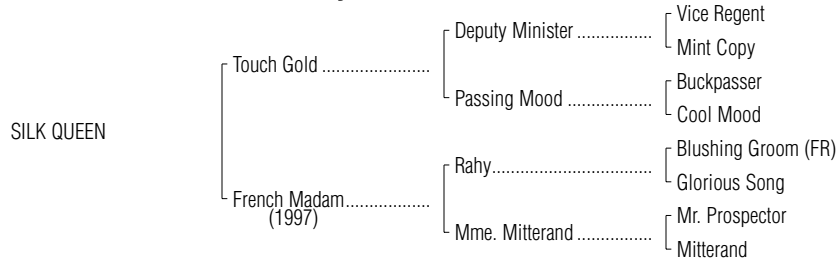 Vice Regent
Deputy Minister .................
Mint Copy
Touch Gold ........................
Buckpasser
Passing Mood ...................
Cool Mood
SILK QUEEN
Blushing Groom (FR)
Rahy.....................................
Glorious Song
French Madam...................
(1997)
Mr. Prospector
Mme. Mitterand .................
Mitterand